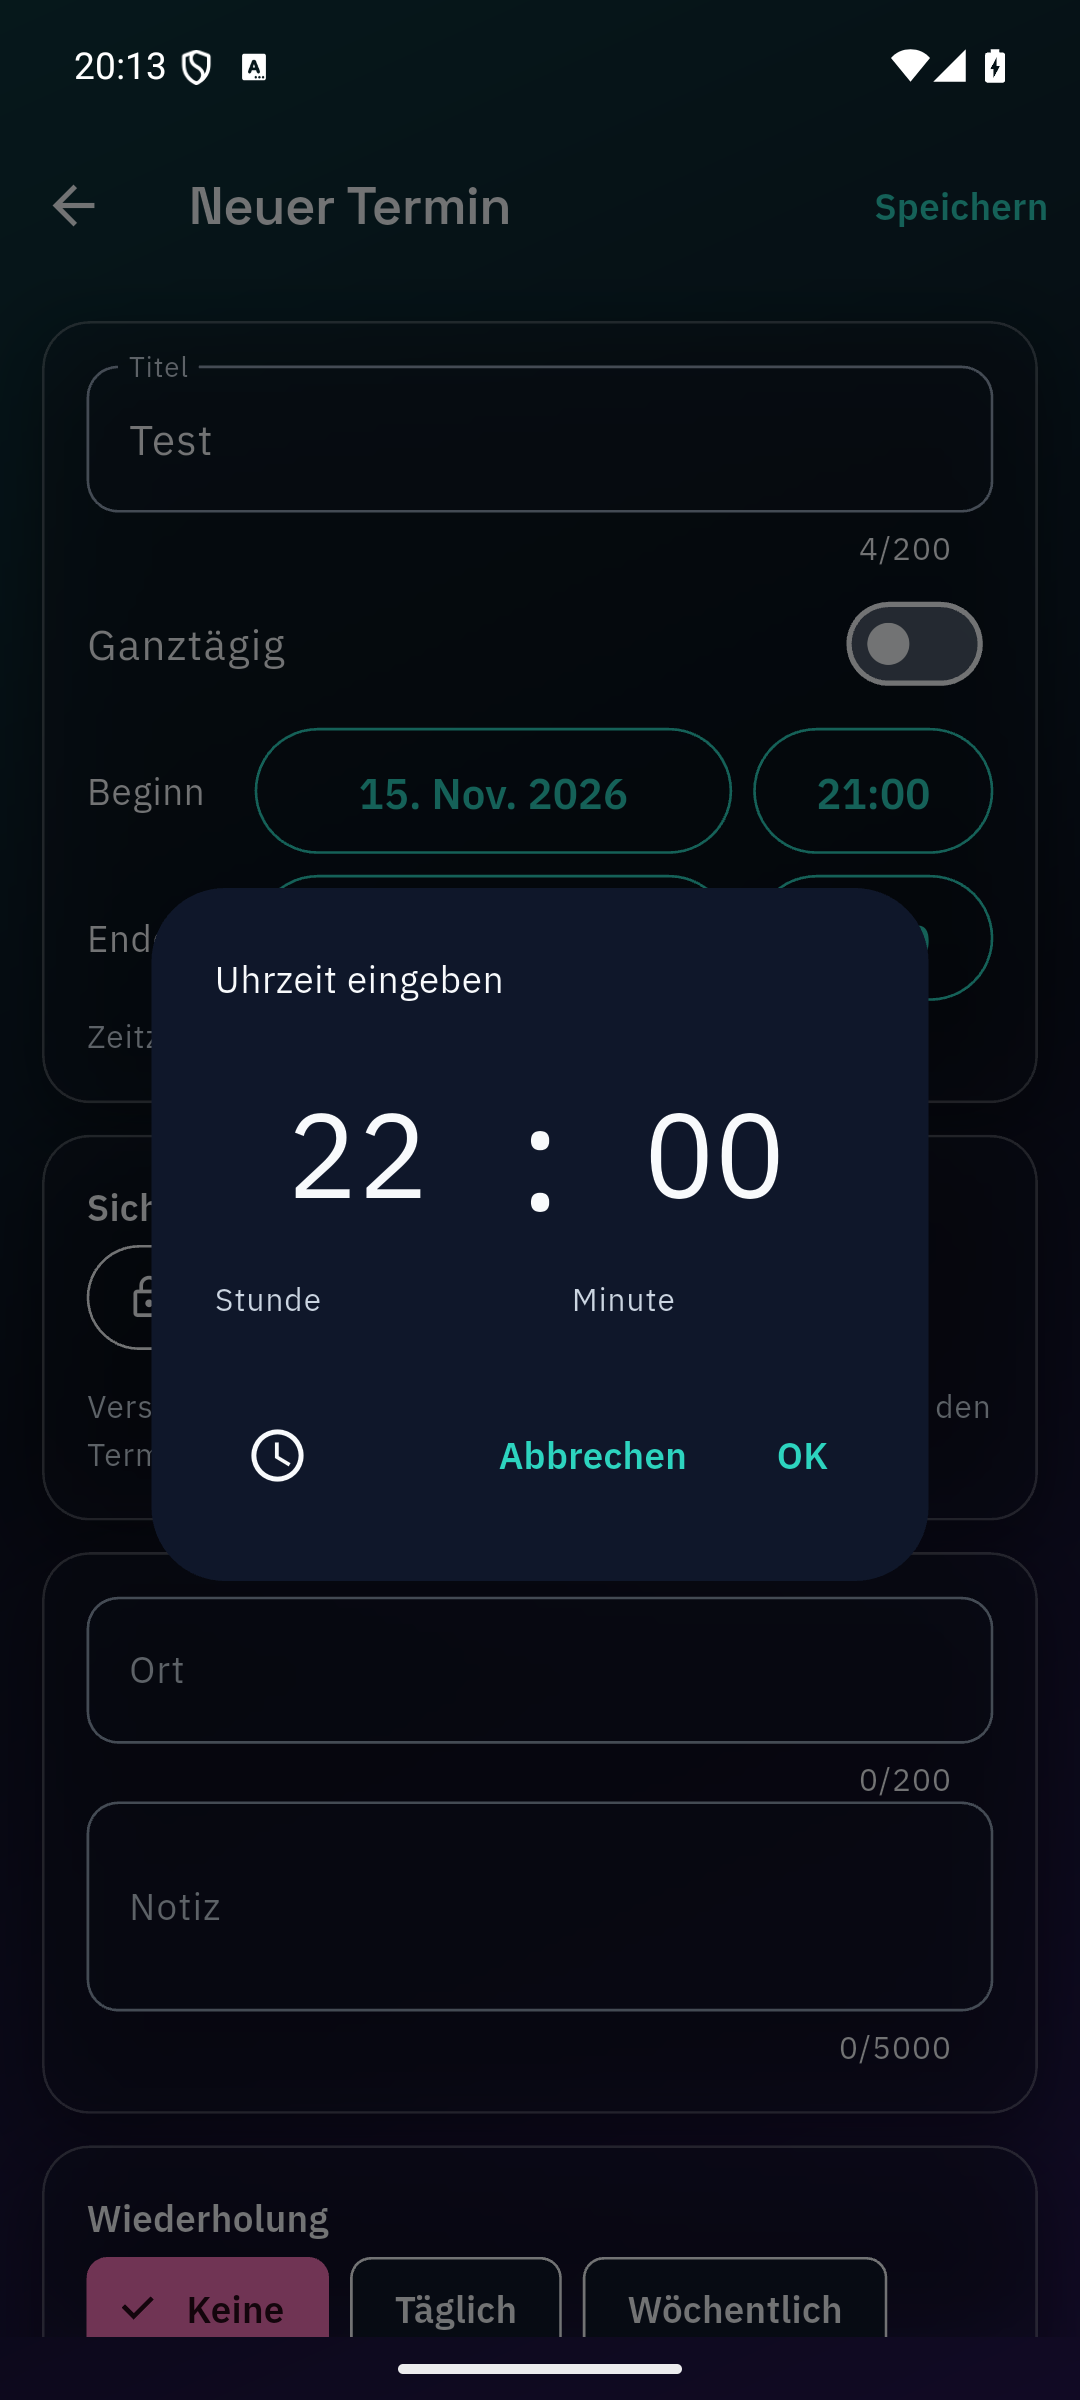 20:13
Neuer Termin
Speichern
Titel
Test
4/200
Ganztägig
Beginn
15. Nov. 2026
21:00
Uhrzeit eingeben
22 : 00
Stunde
Minute
den
Abbrechen
OK
Ort
0/200
Notiz
0/5000
Wiederholung
Keine
Täglich
Wöchentlich